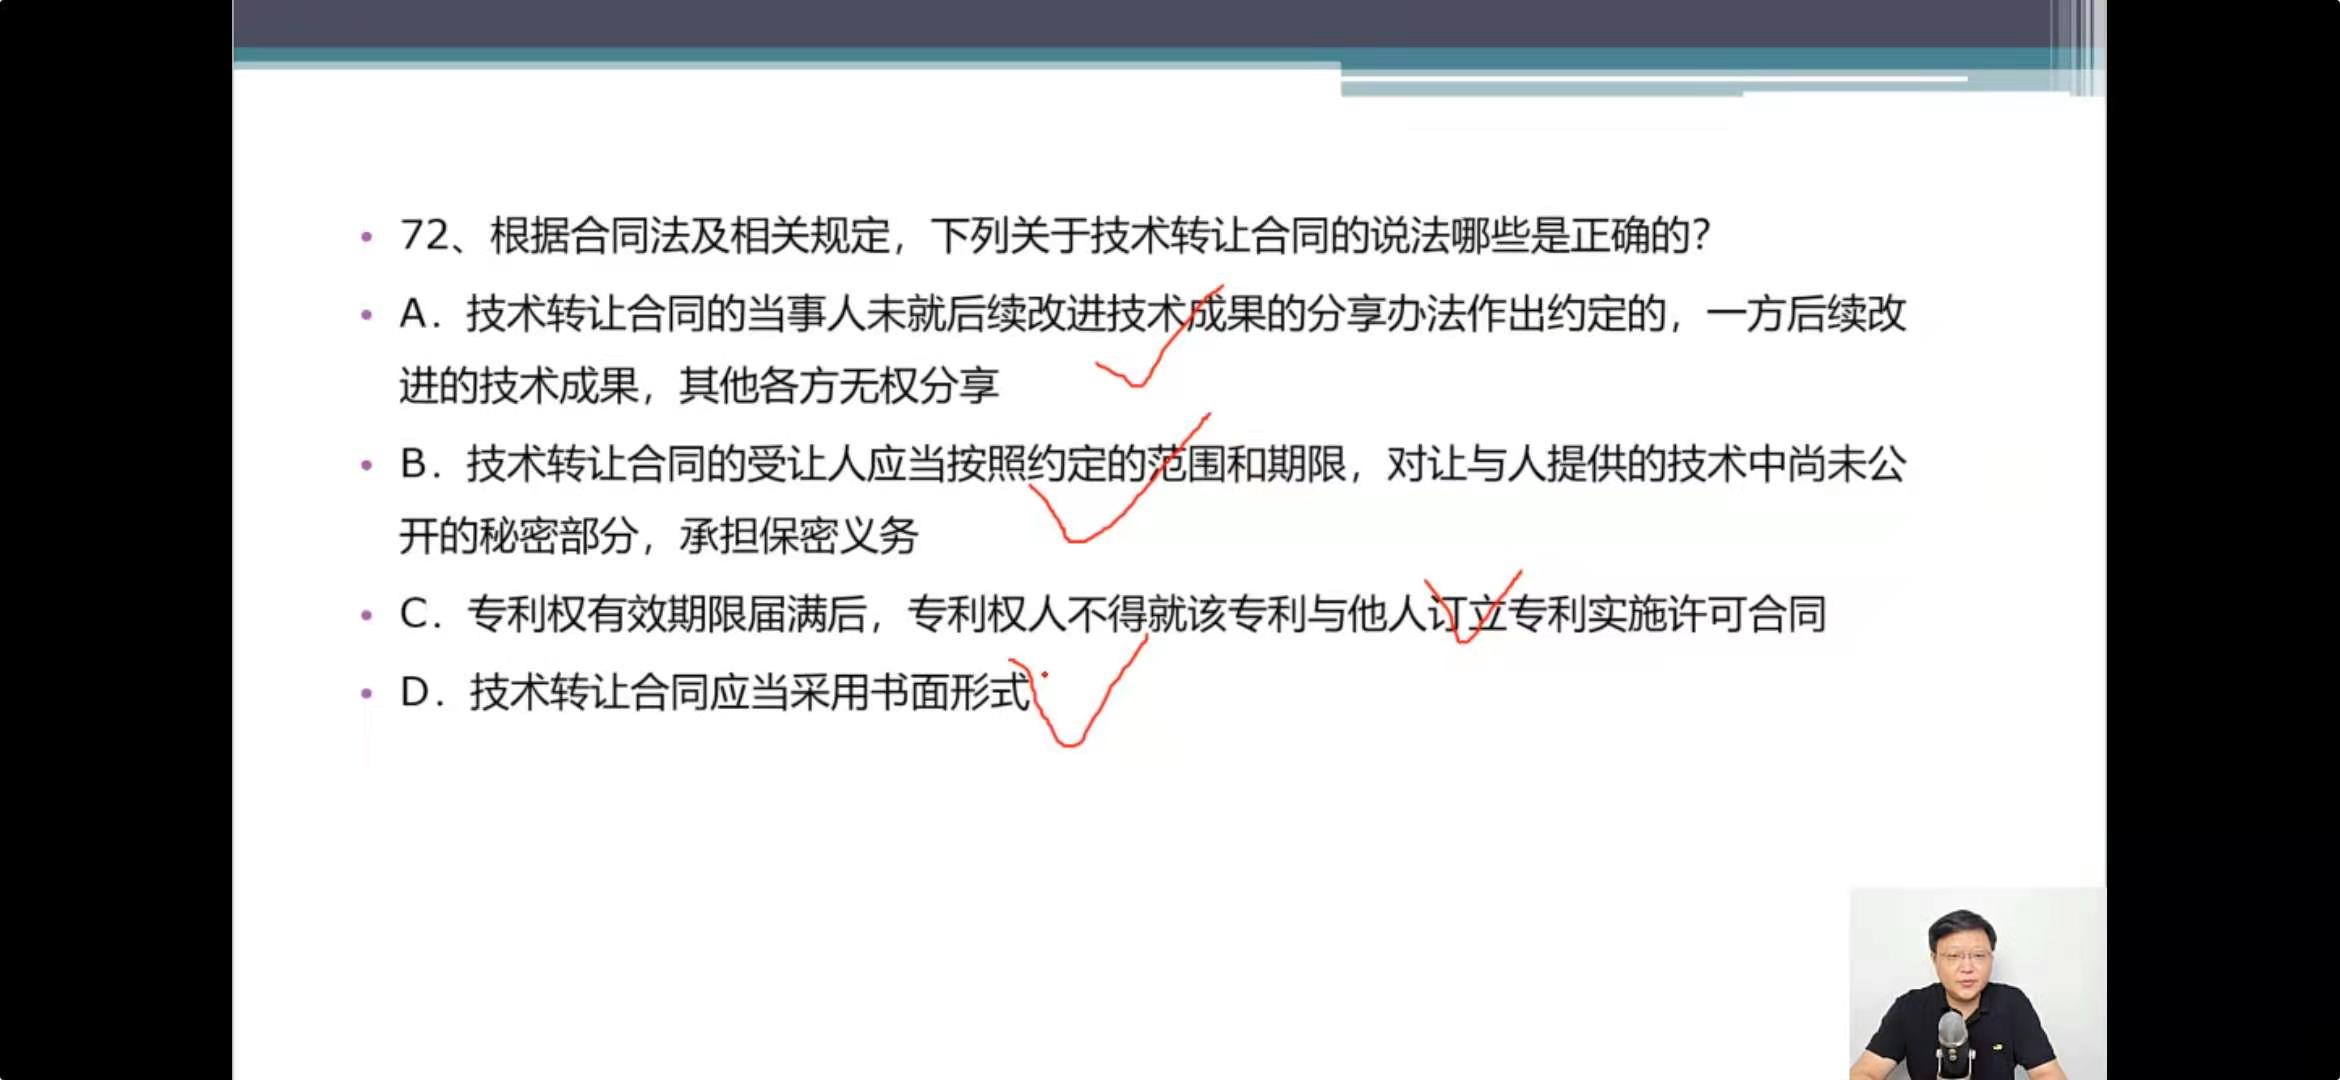 72、根据合同法及相关规定，下列关于技术转让合同的说法哪些是正确的？
A．技术转让合同的当事人未就后续改进技术成果的分享办法作出约定的，一方后续改
进的技术成果，其他各方无权分享
B．技术转让合同的受让人应当按照约定的范围和期限，对让与人提供的技术中尚未公
开的秘密部分，承担保密义务
C．专利权有效期限届满后，专利权人不得就该专利与他人订立专利实施许可合同
D．技术转让合同应当采用书面形式